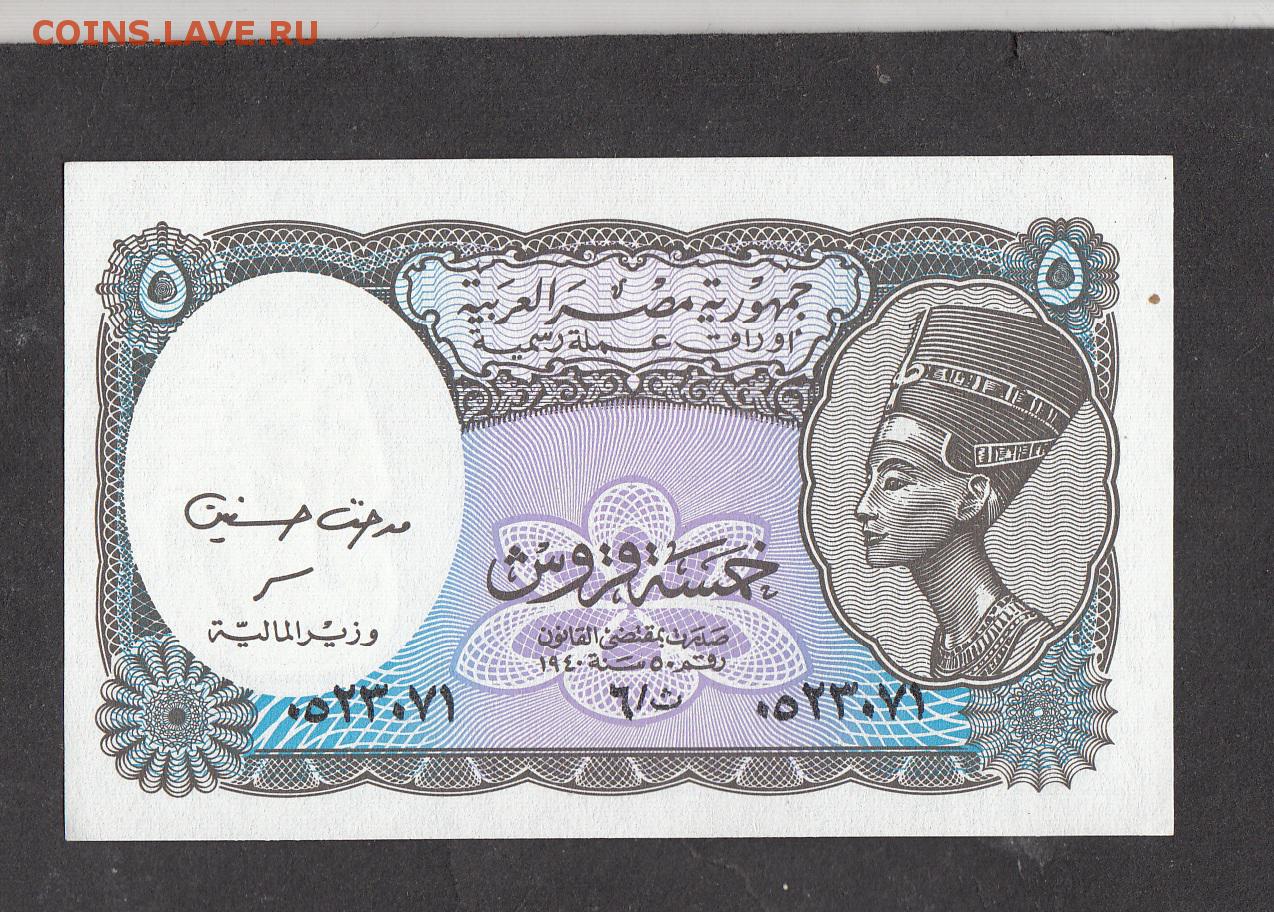 COINS.LAVE.RU
٥ ٥
جمهورية مصر العربية
أوراق عملة رسمية
مدحت حسنين
وزير المالية
خمسة قروش
صدرت بمقتضى القانون
رقم ٥٠ سنة ١٩٤٠
٠٥٢٣٠٧١ ث/٦ ٠٥٢٣٠٧١